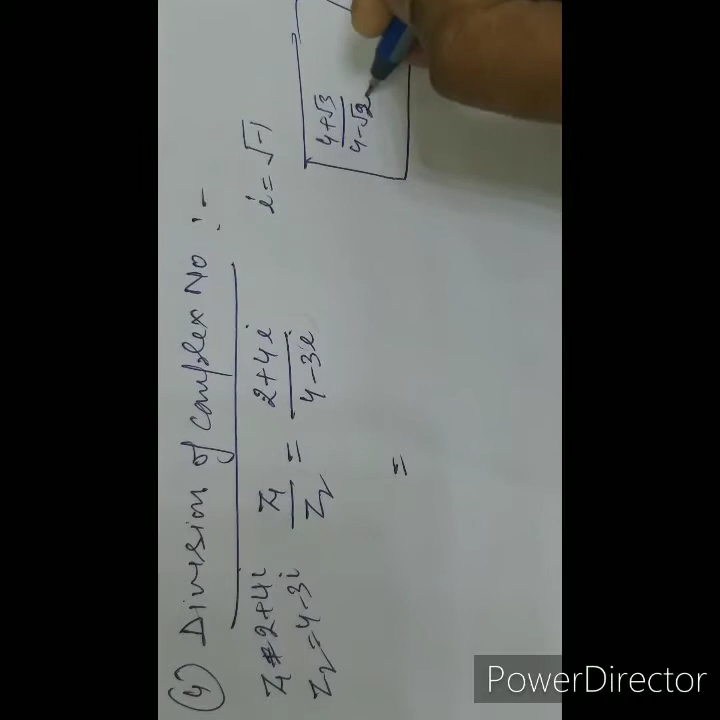 (4) Division of Complex No :-
Z1 = 2+4i
Z2 = 4-3i
Z1/Z2 = 2+4i/4-3i
=
i = √-1
4+√3/4-√2
=
PowerDirector